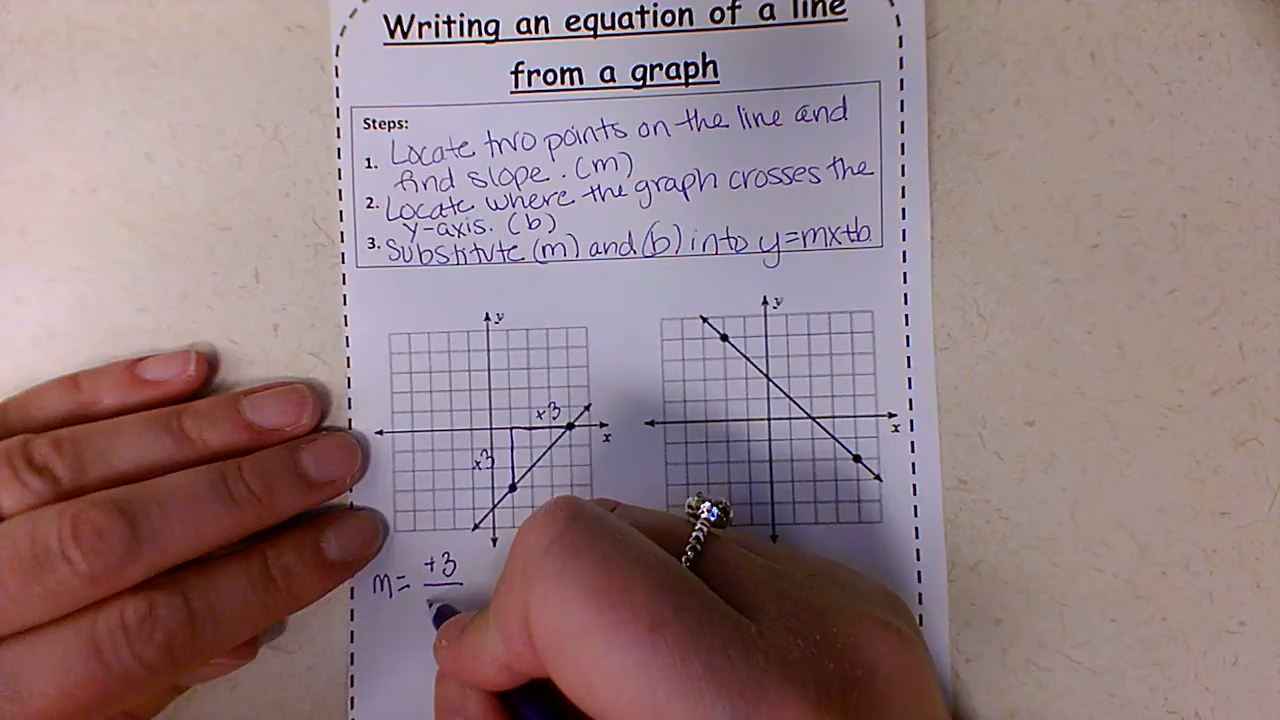 Writing an equation of a line
from a graph
Steps:
1. Locate two points on the line and
find slope. (m)
2. Locate where the graph crosses the
y-axis. (b)
3. Substitute (m) and (b) into y=mx+b.
y
y
+3
x
x
+3
m= +3